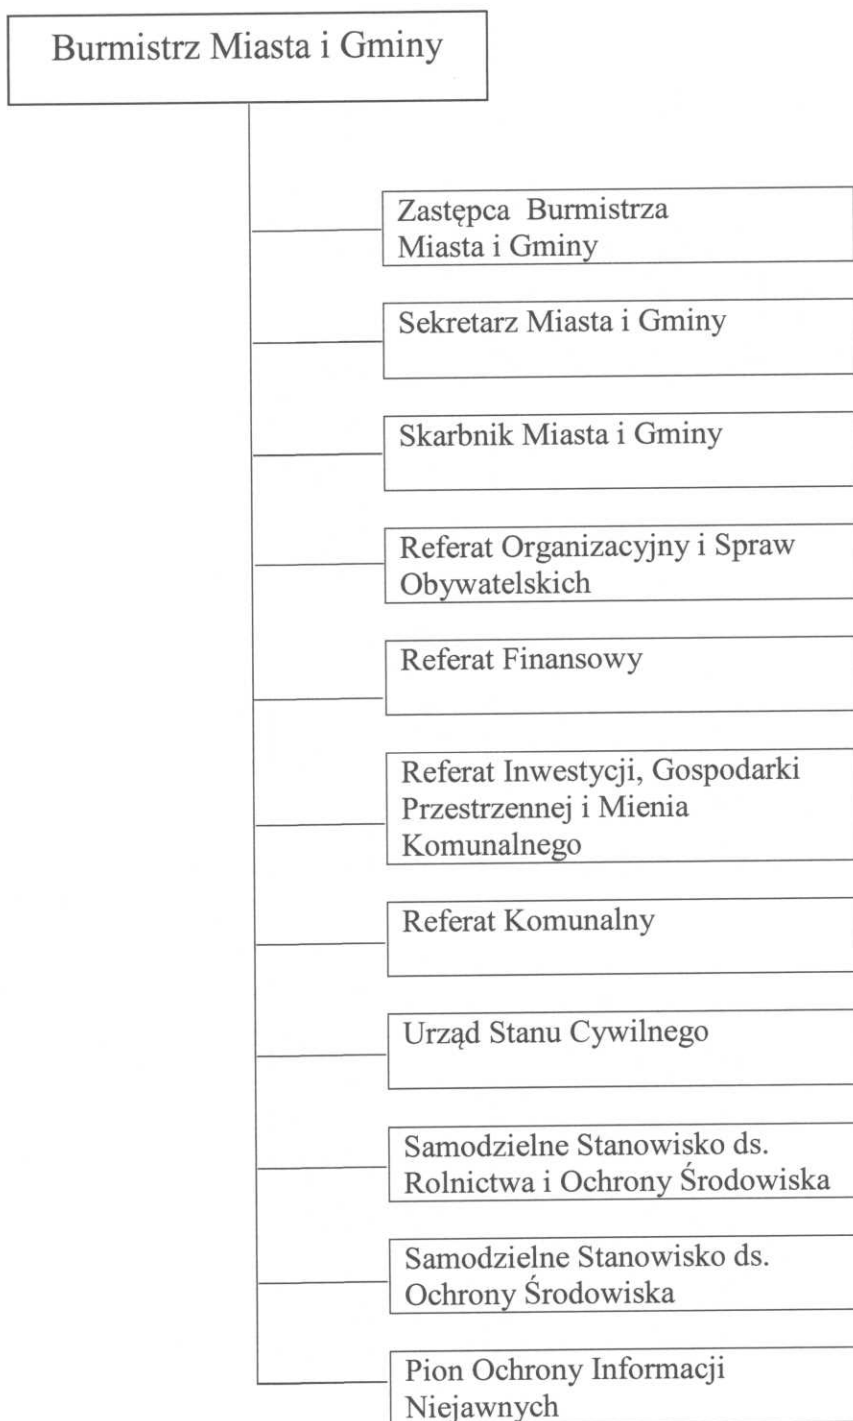 Burmistrz Miasta i Gminy
Zastępca Burmistrza
Miasta i Gminy
Sekretarz Miasta i Gminy
Skarbnik Miasta i Gminy
Referat Organizacyjny i Spraw
Obywatelskich
Referat Finansowy
Referat Inwestycji, Gospodarki
Przestrzennej i Mienia
Komunalnego
Referat Komunalny
Urząd Stanu Cywilnego
Samodzielne Stanowisko ds.
Rolnictwa i Ochrony Środowiska
Samodzielne Stanowisko ds.
Ochrony Środowiska
Pion Ochrony Informacji
Niejawnych